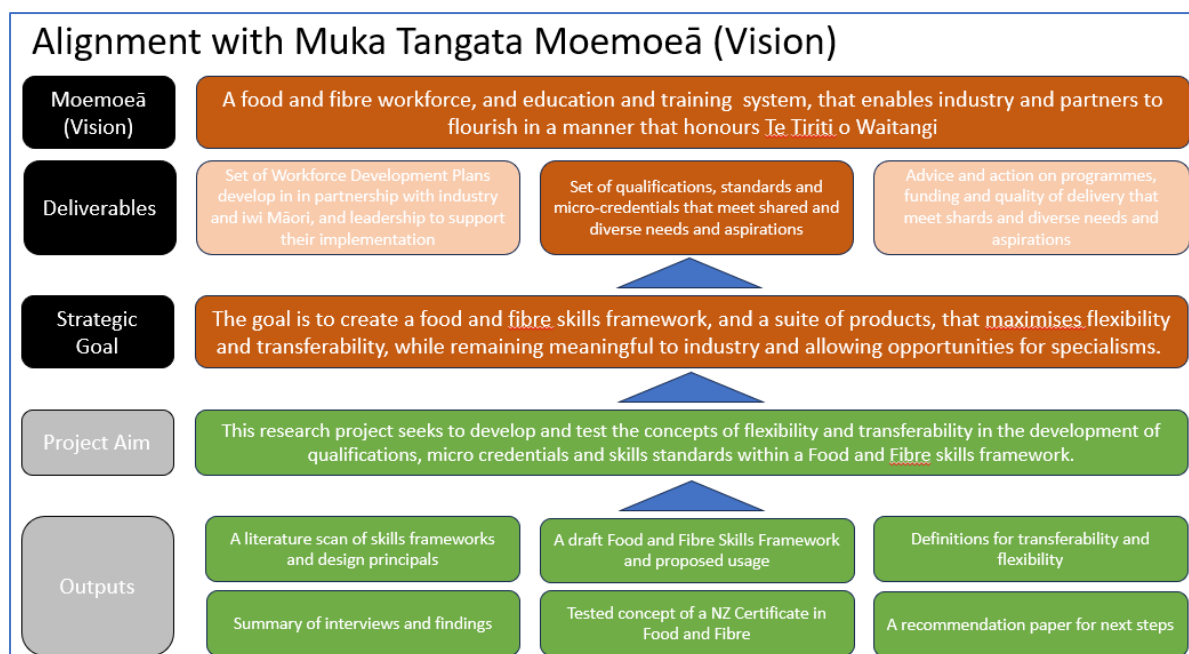 Alignment with Muka Tangata Moemoeā (Vision)
Moemoeā
(Vision)
A food and fibre workforce, and education and training system, that enables industry and partners to
flourish in a manner that honours Te Tiriti o Waitangi
Deliverables
Set of Workforce Development Plans
develop in in partnership with industry
and iwi Māori, and leadership to support
their implementation
Set of qualifications, standards and
micro-credentials that meet shared and
diverse needs and aspirations
Advice and action on programmes,
funding and quality of delivery that
meet shards and diverse needs and
aspirations
Strategic
Goal
The goal is to create a food and fibre skills framework, and a suite of products, that maximises flexibility
and transferability, while remaining meaningful to industry and allowing opportunities for specialisms.
Project Aim
This research project seeks to develop and test the concepts of flexibility and transferability in the development of
qualifications, micro credentials and skills standards within a Food and Fibre skills framework.
Outputs
A literature scan of skills frameworks
and design principals
A draft Food and Fibre Skills Framework
and proposed usage
Definitions for transferability and
flexibility
Summary of interviews and findings
Tested concept of a NZ Certificate in
Food and Fibre
A recommendation paper for next steps